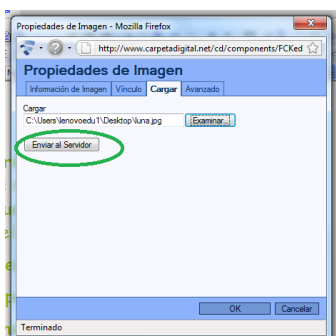 Propiedades de Imagen - Mozilla Firefox
http://www.carpetadigital.net/cd/components/FCKed
Propiedades de Imagen
Información de Imagen Vínculo Cargar Avanzado
Cargar
C:\Users\lenovoedu1\Desktop\luna.jpg Examinar...
Enviar al Servidor
OK Cancelar
Terminado